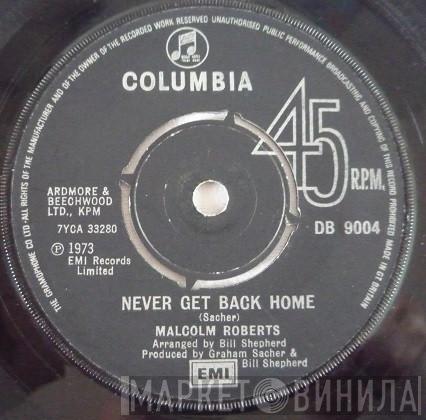 THE GRAMOPHONE CO LTD·ALL RIGHTS OF THE MANUFACTURER AND OF THE OWNER OF THE RECORDED WORK RESERVED UNAUTHORISED PUBLIC PERFORMANCE BROADCASTING AND COPYING OF THIS RECORD PROHIBITED MADE IN GT BRITAIN
COLUMBIA
45
R.P.M.
ARDMORE &
BEECHWOOD
LTD., KPM
7YCA 33280
DB 9004
Ⓟ 1973
EMI Records
Limited
NEVER GET BACK HOME
(Sacher)
MALCOLM ROBERTS
Arranged by Bill Shepherd
Produced by Graham Sacher &
Bill Shepherd
EMI
МАРКЕТ ВИНИЛА